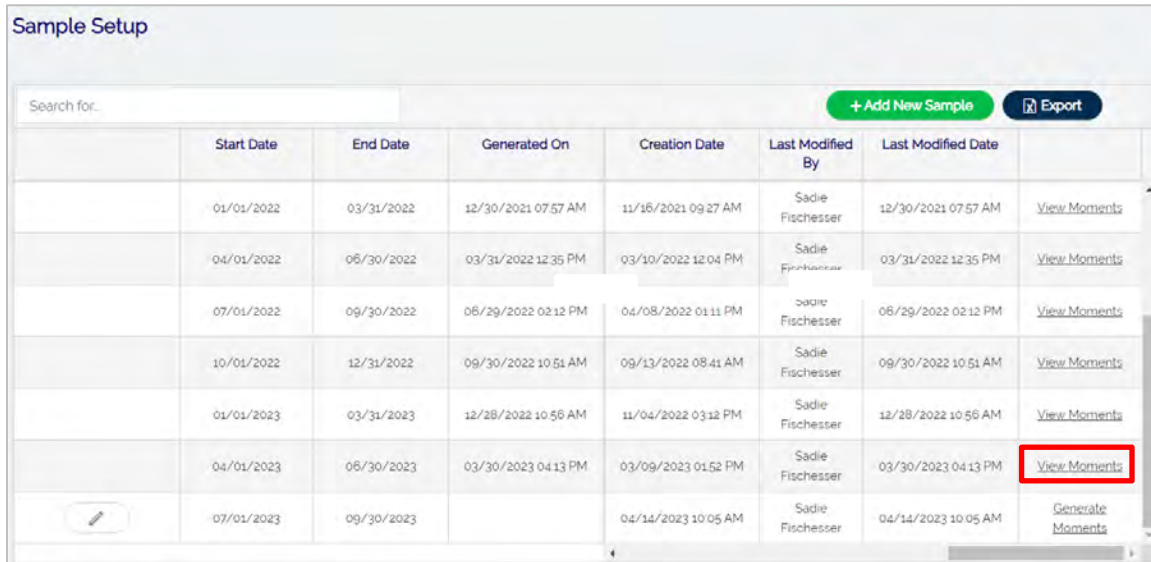 Sample Setup
Search for...
+ Add New Sample
Export
Start Date End Date Generated On Creation Date Last Modified By Last Modified Date
01/01/2022 03/31/2022 12/30/2021 07:57 AM 11/16/2021 09:27 AM Sadie Fischesser 12/30/2021 07:57 AM View Moments
04/01/2022 06/30/2022 03/31/2022 12:35 PM 03/10/2022 12:04 PM Sadie Fischesser 03/31/2022 12:35 PM View Moments
07/01/2022 09/30/2022 06/29/2022 02:12 PM 04/08/2022 01:11 PM Sadie Fischesser 06/29/2022 02:12 PM View Moments
10/01/2022 12/31/2022 09/30/2022 10:51 AM 09/13/2022 08:41 AM Sadie Fischesser 09/30/2022 10:51 AM View Moments
01/01/2023 03/31/2023 12/28/2022 10:56 AM 11/04/2022 03:12 PM Sadie Fischesser 12/28/2022 10:56 AM View Moments
04/01/2023 06/30/2023 03/30/2023 04:13 PM 03/09/2023 01:52 PM Sadie Fischesser 03/30/2023 04:13 PM View Moments
07/01/2023 09/30/2023 04/14/2023 10:05 AM Sadie Fischesser 04/14/2023 10:05 AM Generate Moments